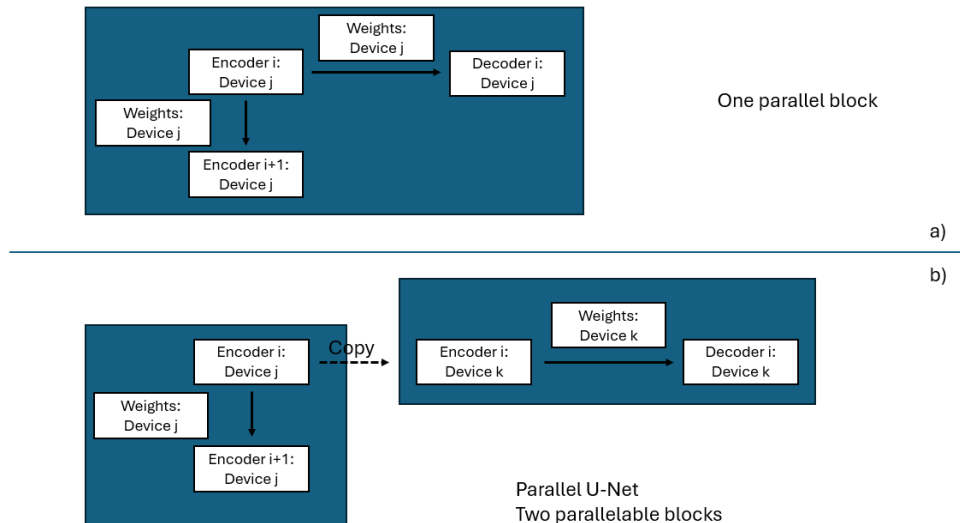 Weights:
Device j
Encoder i:
Device j
Decoder i:
Device j
One parallel block
Weights:
Device j
Encoder i+1:
Device j
a)
b)
Weights:
Device k
Encoder i:
Device j
Copy
Encoder i:
Device k
Decoder i:
Device k
Weights:
Device j
Encoder i+1:
Device j
Parallel U-Net
Two parallelable blocks